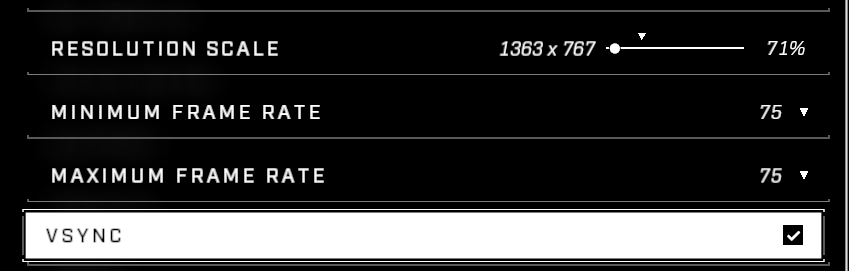 RESOLUTION SCALE 1363 x 767 71%
MINIMUM FRAME RATE 75
MAXIMUM FRAME RATE 75
VSYNC